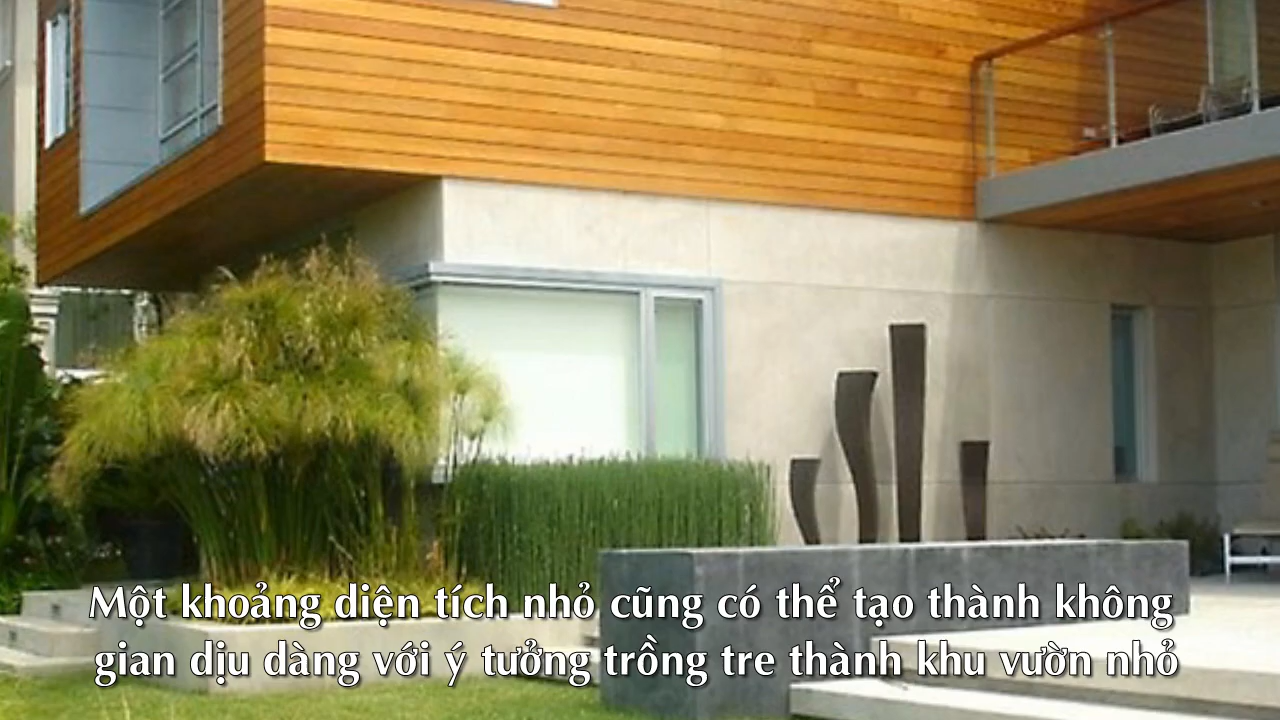 Một khoảng diện tích nhỏ cũng có thể tạo thành không
gian dịu dàng với ý tưởng trồng tre thành khu vườn nhỏ